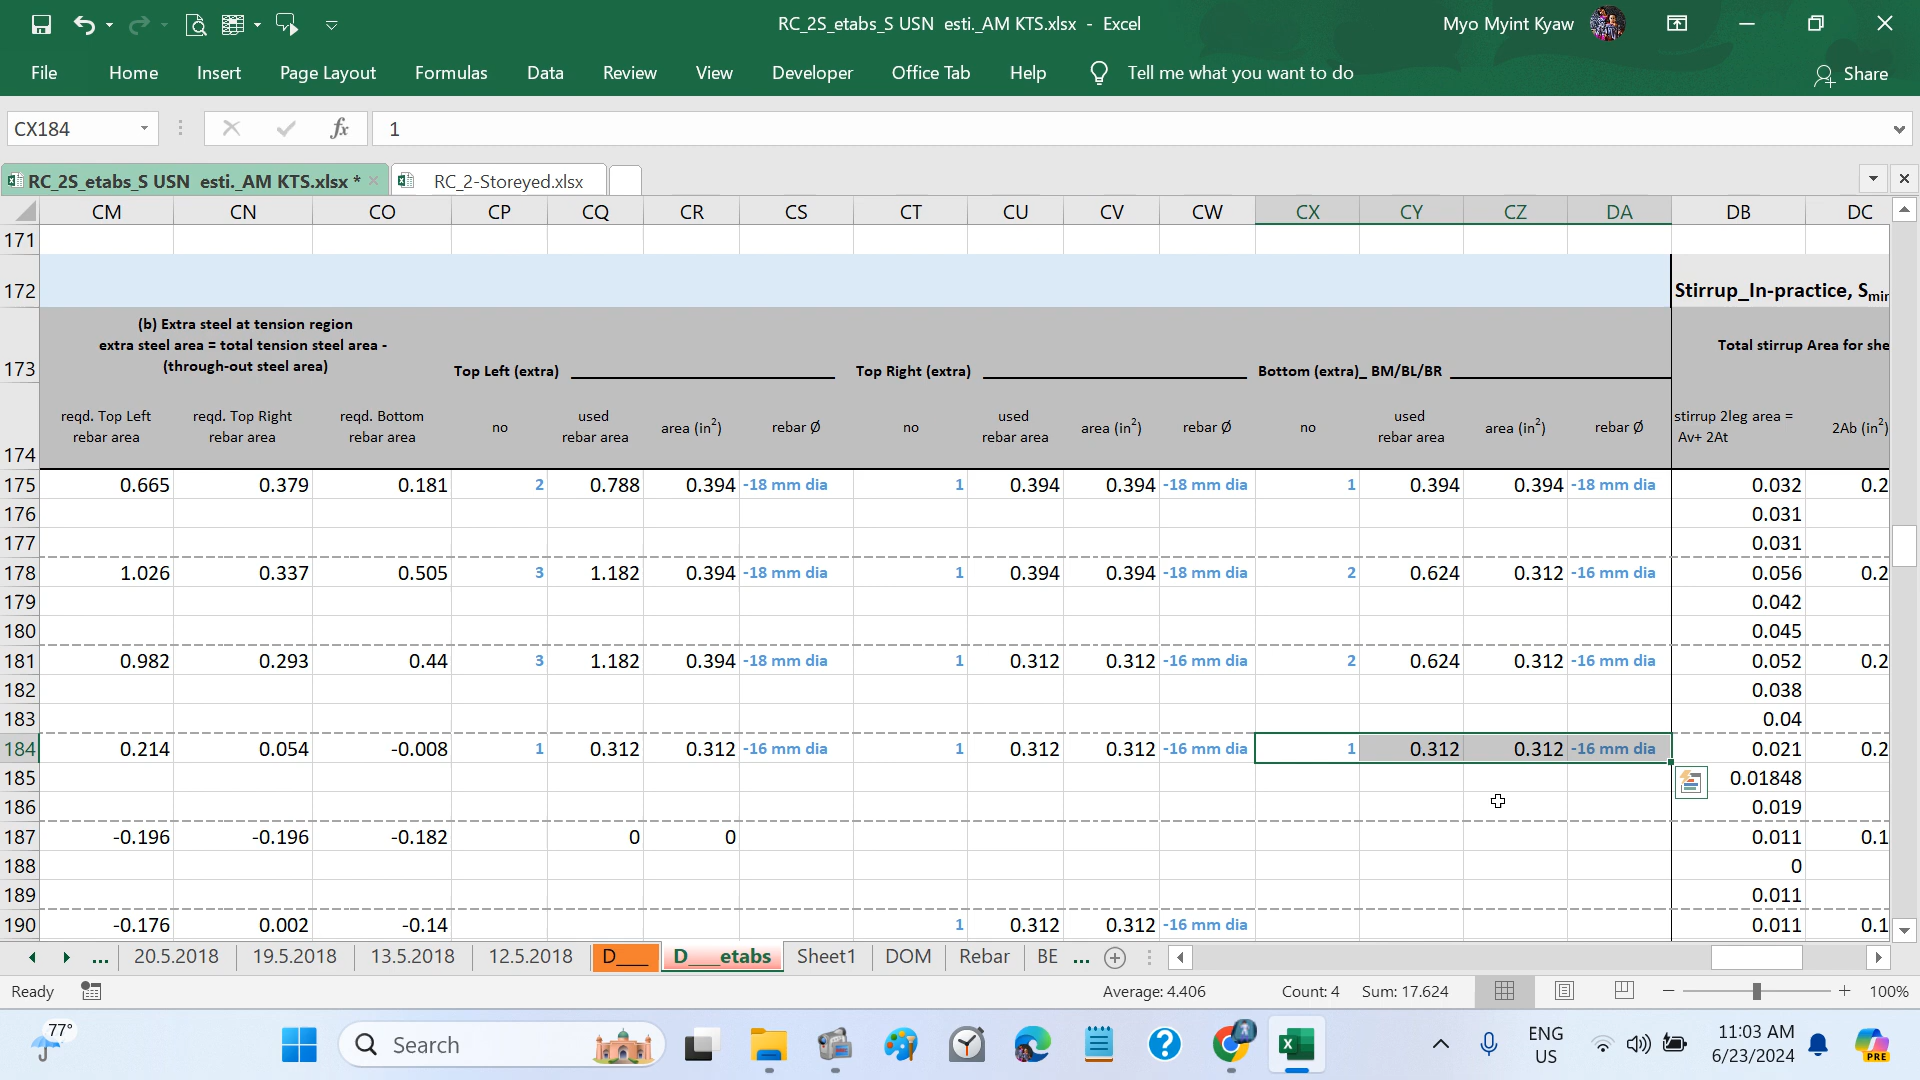 RC_2S_etabs_S USN  esti._AM KTS.xlsx  -  Excel
Myo Myint Kyaw
File Home Insert Page Layout Formulas Data Review View Developer Office Tab Help Tell me what you want to do Share
CX184 fx 1
RC_2S_etabs_S USN  esti._AM KTS.xlsx * RC_2-Storeyed.xlsx
CM CN CO CP CQ CR CS CT CU CV CW CX CY CZ DA DB DC
171
172 Stirrup_In-practice, Smin
(b) Extra steel at tension region
extra steel area = total tension steel area - Total stirrup Area for she
(through-out steel area)
173 Top Left (extra) Top Right (extra) Bottom (extra)_ BM/BL/BR
reqd. Top Left reqd. Top Right reqd. Bottom used used used stirrup 2leg area =
rebar area rebar area rebar area no rebar area area (in²) rebar Ø no rebar area area (in²) rebar Ø no rebar area area (in²) rebar Ø Av+ 2At 2Ab (in²)
174
175 0.665 0.379 0.181 2 0.788 0.394 -18 mm dia 1 0.394 0.394 -18 mm dia 1 0.394 0.394 -18 mm dia 0.032 0.2
176 0.031
177 0.031
178 1.026 0.337 0.505 3 1.182 0.394 -18 mm dia 1 0.394 0.394 -18 mm dia 2 0.624 0.312 -16 mm dia 0.056 0.2
179 0.042
180 0.045
181 0.982 0.293 0.44 3 1.182 0.394 -18 mm dia 1 0.312 0.312 -16 mm dia 2 0.624 0.312 -16 mm dia 0.052 0.2
182 0.038
183 0.04
184 0.214 0.054 -0.008 1 0.312 0.312 -16 mm dia 1 0.312 0.312 -16 mm dia 1 0.312 0.312 -16 mm dia 0.021 0.2
185 0.01848
186 0.019
187 -0.196 -0.196 -0.182 0 0 0.011 0.1
188 0
189 0.011
190 -0.176 0.002 -0.14 1 0.312 0.312 -16 mm dia 0.011 0.1
... 20.5.2018 19.5.2018 13.5.2018 12.5.2018 D___ D___etabs Sheet1 DOM Rebar BE ...
Ready Average: 4.406 Count: 4 Sum: 17.624 100%
77° Search ENG 11:03 AM
US 6/23/2024 PRE